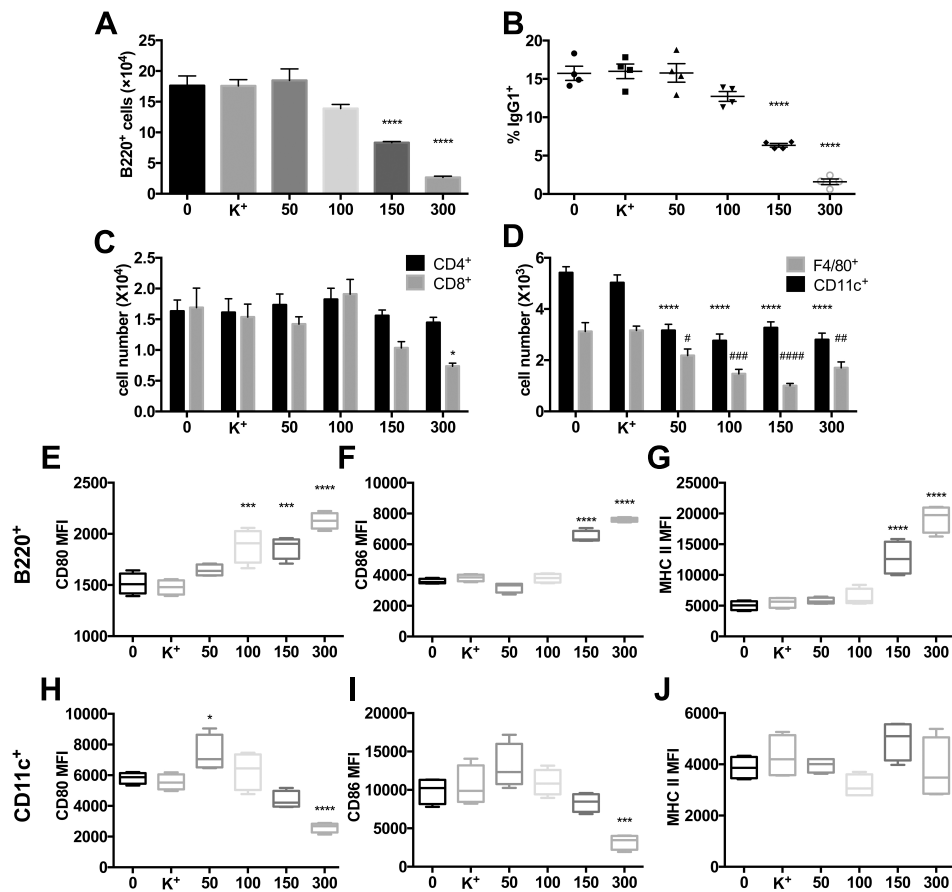 A
B220+ cells (×10⁴)
25
20
15
10
5
0
****
****
0 K⁺ 50 100 150 300
B
% IgG1⁺
20
15
10
5
0
****
****
0 K⁺ 50 100 150 300
C
cell number (X10⁴)
2.5
2.0
1.5
1.0
0.5
0.0
CD4⁺
CD8⁺
*
0 K⁺ 50 100 150 300
D
cell number (X10³)
6
4
2
0
F4/80⁺
CD11c⁺
**** **** **** ****
# ### #### ##
0 K⁺ 50 100 150 300
B220⁺
E
CD80 MFI
2500
2000
1500
1000
*** *** ****
0 K⁺ 50 100 150 300
F
CD86 MFI
10000
8000
6000
4000
2000
0
**** ****
0 K⁺ 50 100 150 300
G
MHC II MFI
25000
20000
15000
10000
5000
0
**** ****
0 K⁺ 50 100 150 300
CD11c⁺
H
CD80 MFI
10000
8000
6000
4000
2000
0
*
****
0 K⁺ 50 100 150 300
I
CD86 MFI
20000
15000
10000
5000
0
***
0 K⁺ 50 100 150 300
J
MHC II MFI
6000
4000
2000
0
0 K⁺ 50 100 150 300